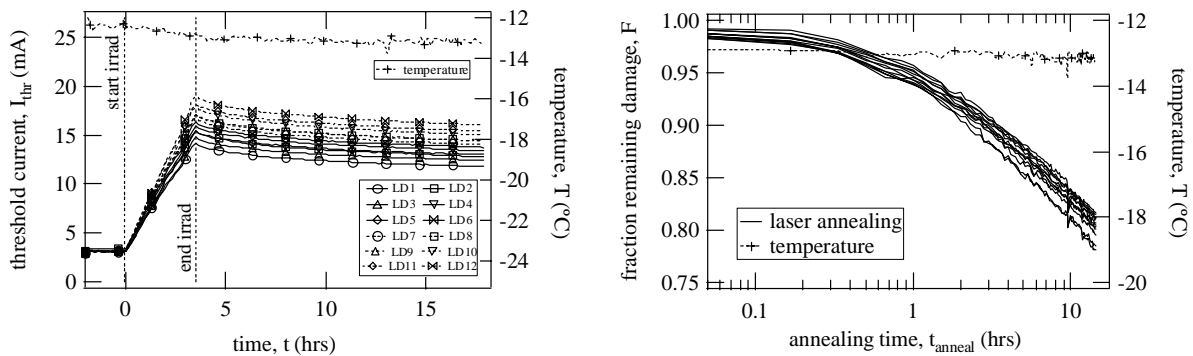 25
20
15
10
5
0
threshold current, I_thr (mA)
start irrad
end irrad
temperature
LD1 LD2
LD3 LD4
LD5 LD6
LD7 LD8
LD9 LD10
LD11 LD12
0 5 10 15
time, t (hrs)
-12
-14
-16
-18
-20
-22
-24
temperature, T (°C)
1.00
0.95
0.90
0.85
0.80
0.75
fraction remaining damage, F
laser annealing
temperature
0.1 1 10
annealing time, t_anneal (hrs)
-12
-14
-16
-18
-20
temperature, T (°C)